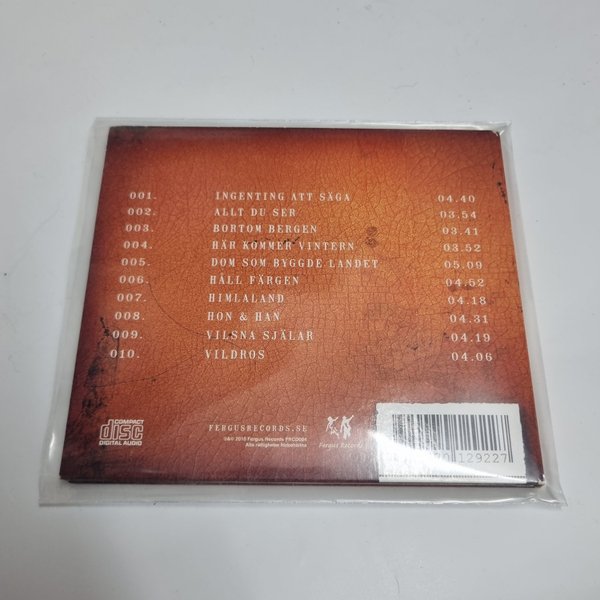 001. INGENTING ATT SÄGA 04.40
002. ALLT DU SER 03.54
003. BORTOM BERGEN 03.41
004. HÄR KOMMER VINTERN 03.52
005. DOM SOM BYGGDE LANDET 05.09
006. HÅLL FÄRGEN 04.52
007. HIMLALAND 04.18
008. HON & HAN 04.31
009. VILSNA SJÄLAR 04.19
010. VILDROS 04.06
COMPACT
disc
DIGITAL AUDIO
FERGUSRECORDS.SE
Fergus Records
129227